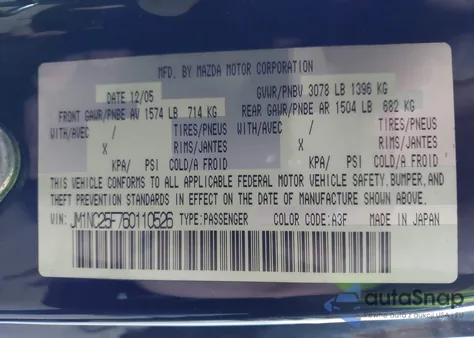 MFD. BY MAZDA MOTOR CORPORATION
DATE 12/05 GVWR/PNBV 3078 LB 1396 KG
FRONT GAWR/PNBE AV 1574 LB 714 KG REAR GAWR/PNBE AR 1504 LB 682 KG
WITH/AVEC / TIRES/PNEUS WITH/AVEC / TIRES/PNEUS
X RIMS/JANTES X RIMS/JANTES
KPA/ PSI COLD/A FROID KPA/ PSI COLD/A FROID
THIS VEHICLE CONFORMS TO ALL APPLICABLE FEDERAL MOTOR VEHICLE SAFETY, BUMPER, AND
THEFT PREVENTION STANDARDS IN EFFECT ON THE DATE OF MANUFACTURE SHOWN ABOVE.
VIN: JM1NC25F760110526 TYPE:PASSENGER COLOR CODE: A3F MADE IN JAPAN
autoSnap